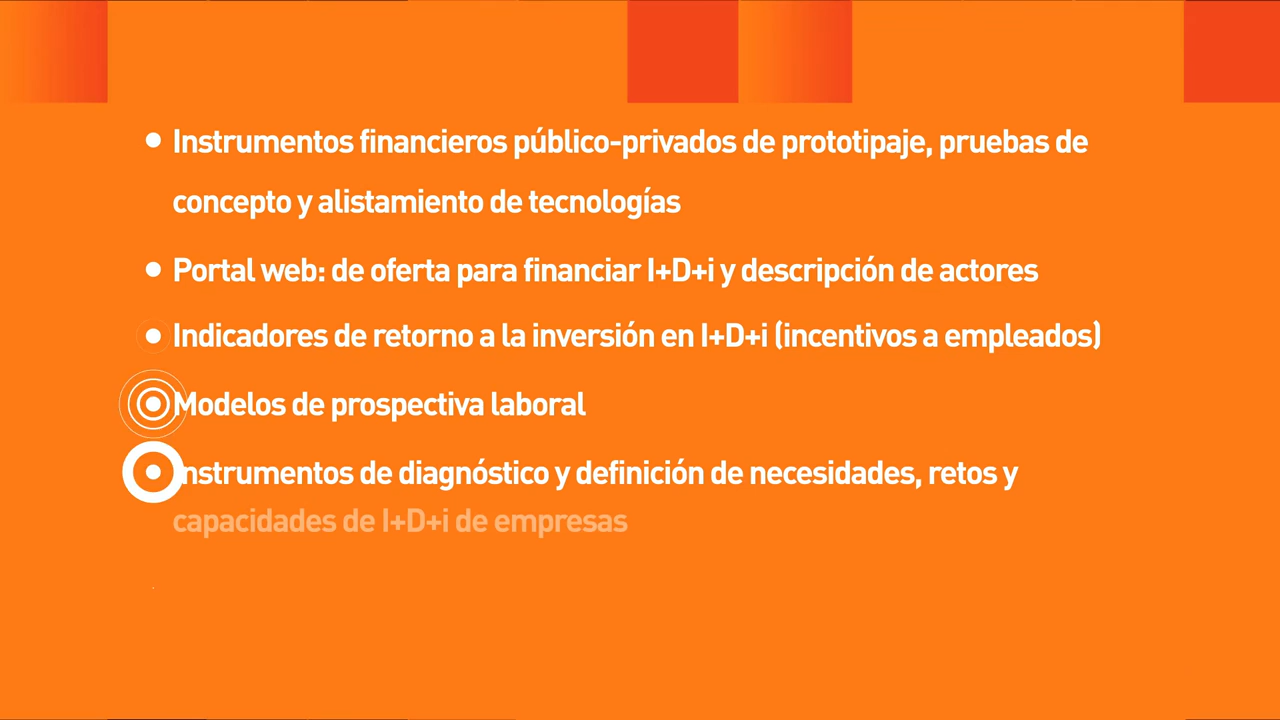 Instrumentos financieros público-privados de prototipaje, pruebas de
concepto y alistamiento de tecnologías
Portal web: de oferta para financiar I+D+i y descripción de actores
Indicadores de retorno a la inversión en I+D+i (incentivos a empleados)
Modelos de prospectiva laboral
Instrumentos de diagnóstico y definición de necesidades, retos y
capacidades de I+D+i de empresas